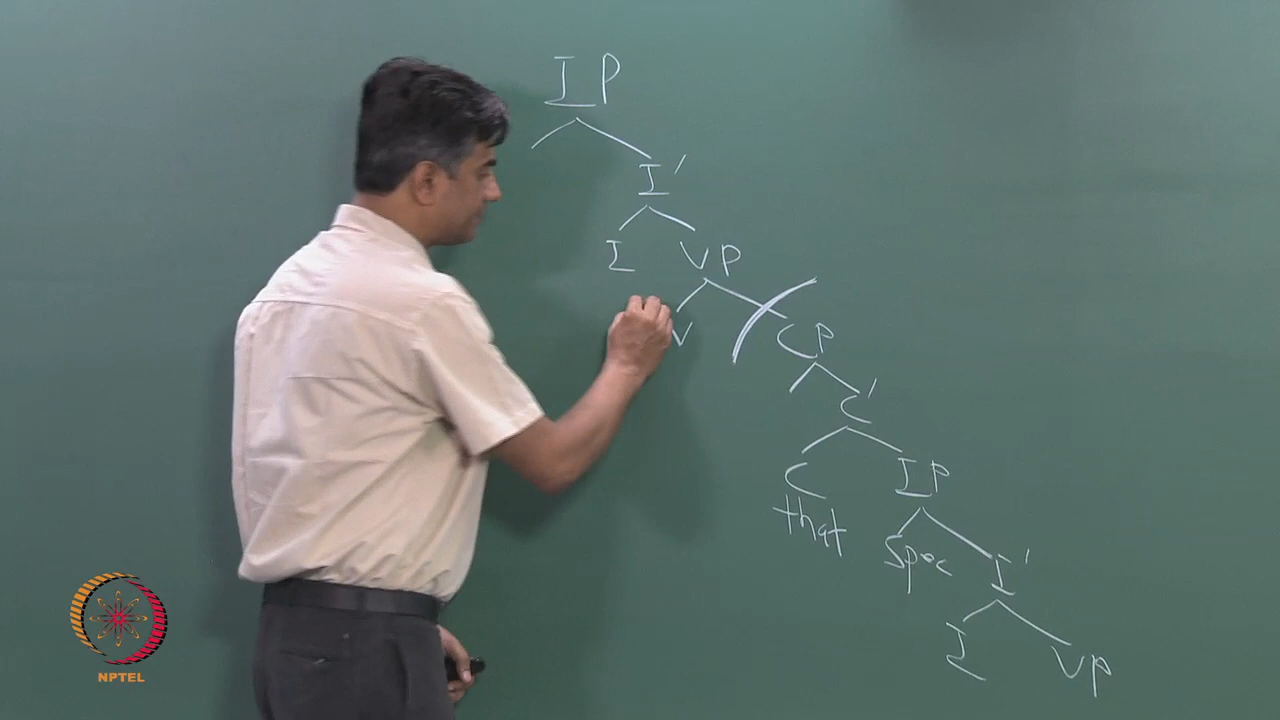 IP
I'
I VP
V CP
C'
C IP
that Spec I'
I VP
NPTEL